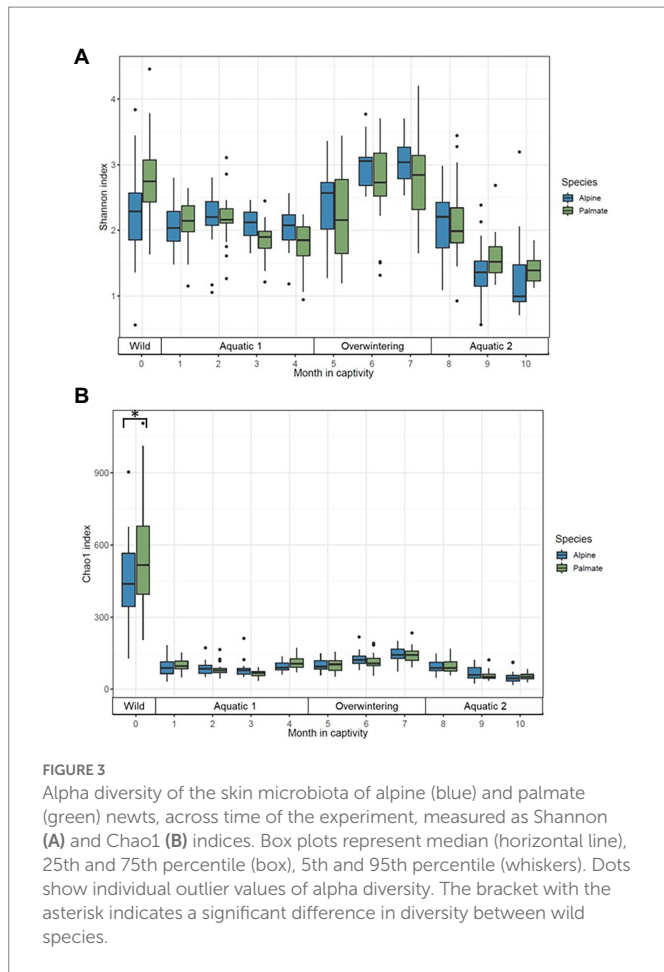 A
Shannon index
4
3
2
1
Species
Alpine
Palmate
Wild Aquatic 1 Overwintering Aquatic 2
0 1 2 3 4 5 6 7 8 9 10
Month in captivity
B
*
Chao1 index
900
600
300
0
Species
Alpine
Palmate
Wild Aquatic 1 Overwintering Aquatic 2
0 1 2 3 4 5 6 7 8 9 10
Month in captivity
FIGURE 3
Alpha diversity of the skin microbiota of alpine (blue) and palmate
(green) newts, across time of the experiment, measured as Shannon
(A) and Chao1 (B) indices. Box plots represent median (horizontal line),
25th and 75th percentile (box), 5th and 95th percentile (whiskers). Dots
show individual outlier values of alpha diversity. The bracket with the
asterisk indicates a significant difference in diversity between wild
species.